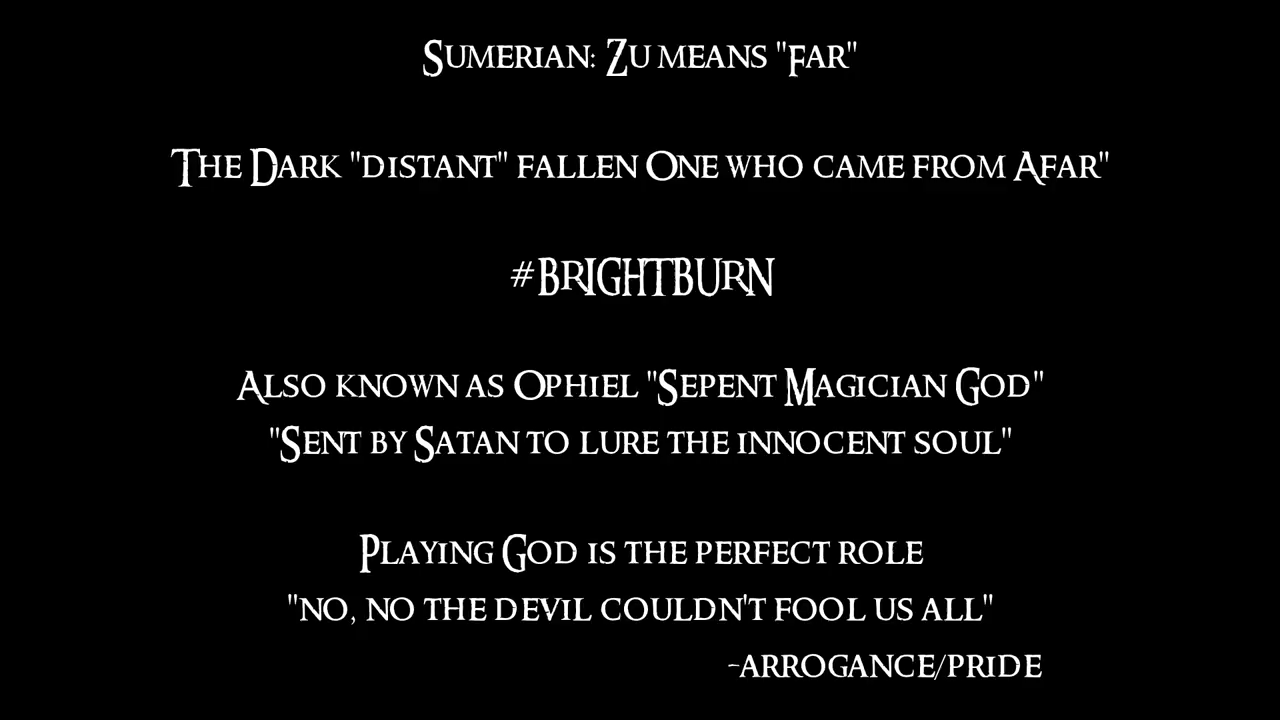 Sumerian: Zu means "Far"
The Dark "distant" fallen One who came from Afar"
#BRIGHTBURN
Also known as Ophiel "Sepent Magician God"
"Sent by Satan to lure the innocent soul"
Playing God is the perfect role
"no, no the devil couldn't fool us all"
-arrogance/pride